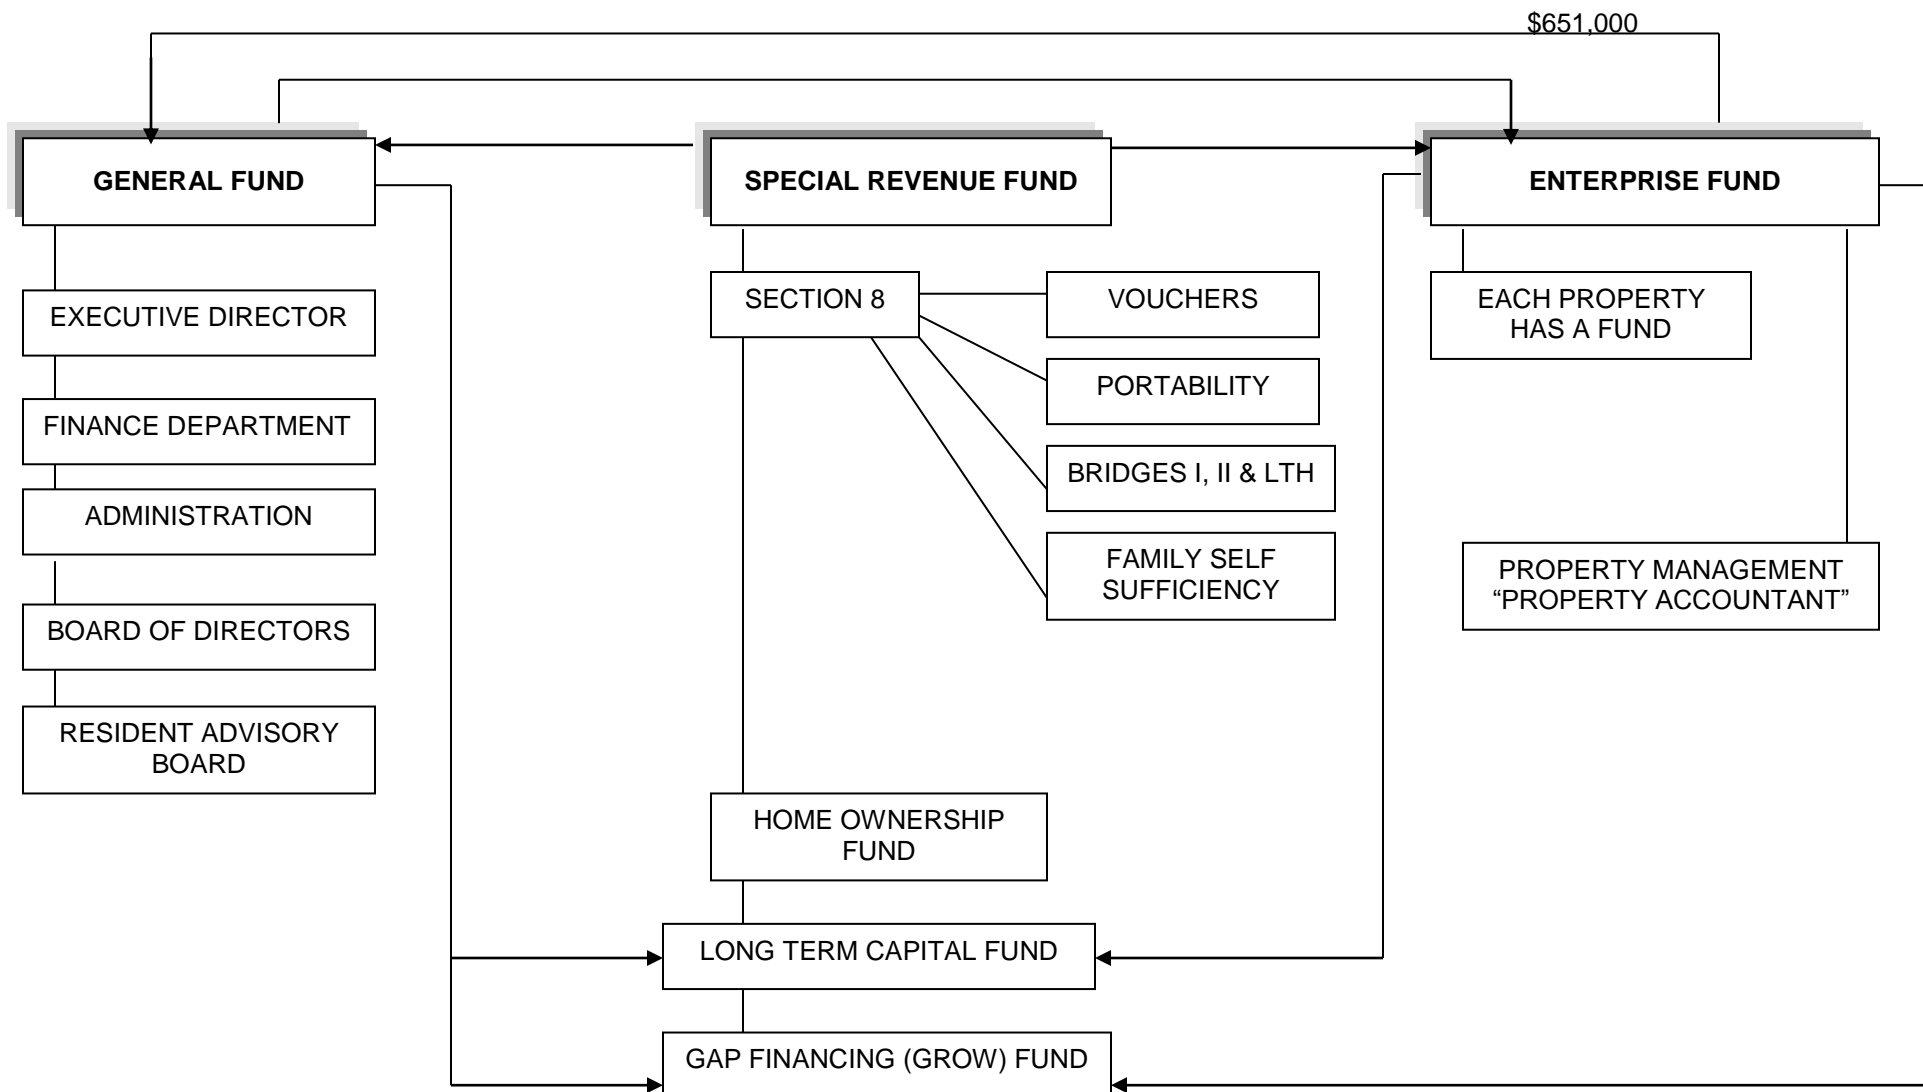 $651,000
GENERAL FUND
SPECIAL REVENUE FUND
ENTERPRISE FUND
EXECUTIVE DIRECTOR
FINANCE DEPARTMENT
ADMINISTRATION
BOARD OF DIRECTORS
RESIDENT ADVISORY
BOARD
SECTION 8
VOUCHERS
PORTABILITY
BRIDGES I, II & LTH
FAMILY SELF
SUFFICIENCY
HOME OWNERSHIP
FUND
LONG TERM CAPITAL FUND
GAP FINANCING (GROW) FUND
EACH PROPERTY
HAS A FUND
PROPERTY MANAGEMENT
“PROPERTY ACCOUNTANT”